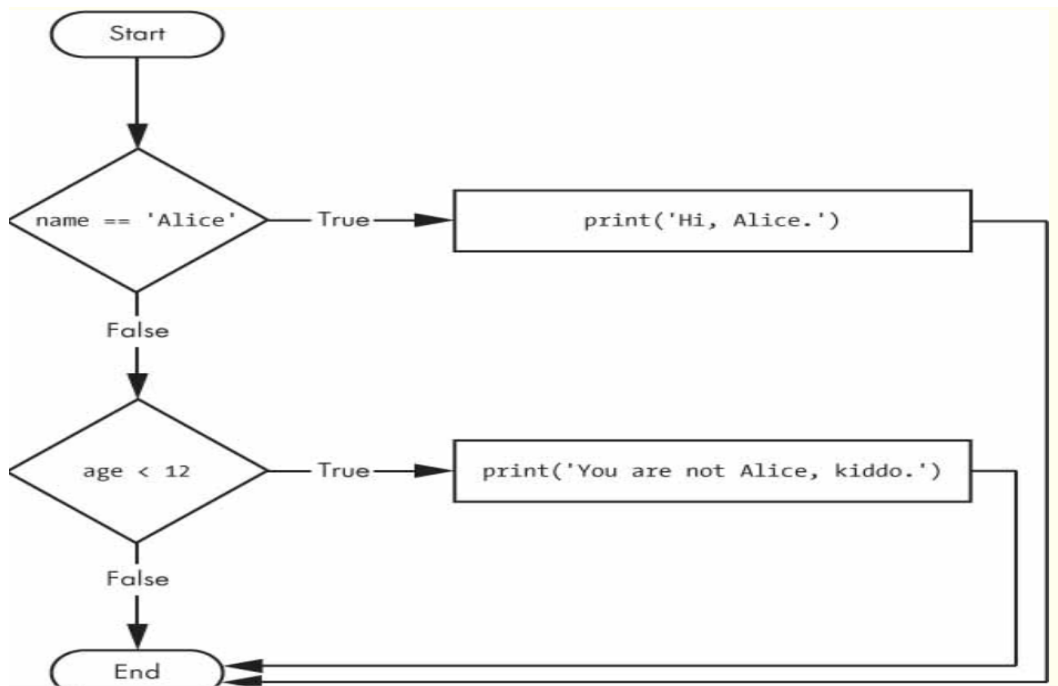 Start
name == 'Alice'
True
print('Hi, Alice.')
False
age < 12
True
print('You are not Alice, kiddo.')
False
End